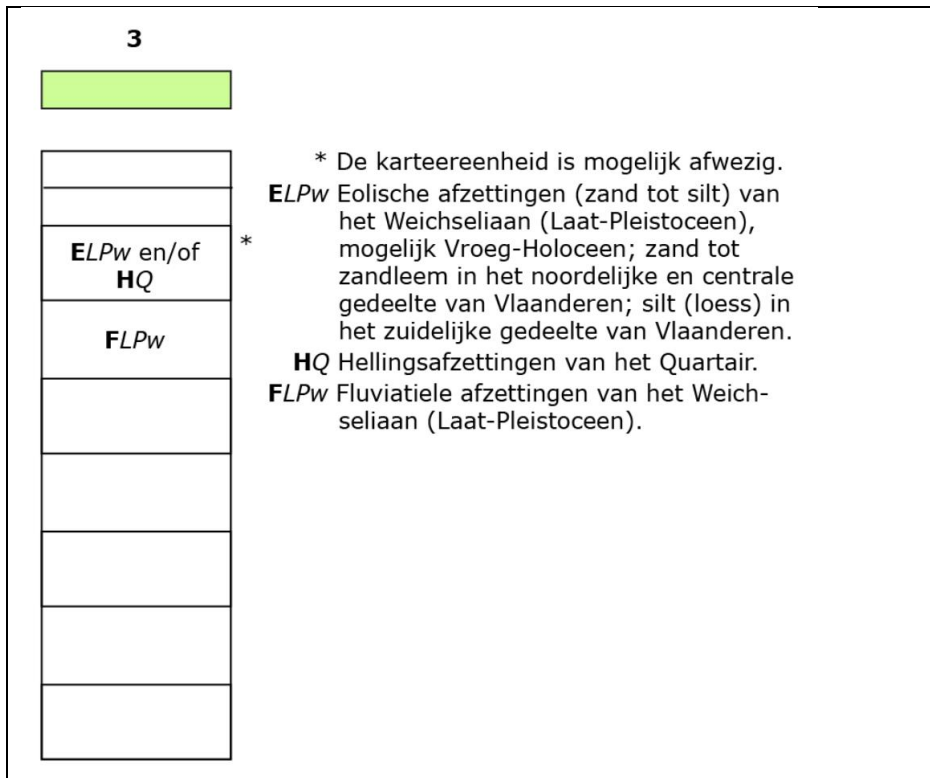 3
ELPw en/of
HQ
*
FLPw
* De karteereenheid is mogelijk afwezig.
ELPw Eolische afzettingen (zand tot silt) van
het Weichseliaan (Laat-Pleistoceen),
mogelijk Vroeg-Holoceen; zand tot
zandleem in het noordelijke en centrale
gedeelte van Vlaanderen; silt (loess) in
het zuidelijke gedeelte van Vlaanderen.
HQ Hellingsafzettingen van het Quartair.
FLPw Fluviatiele afzettingen van het Weich-
seliaan (Laat-Pleistoceen).